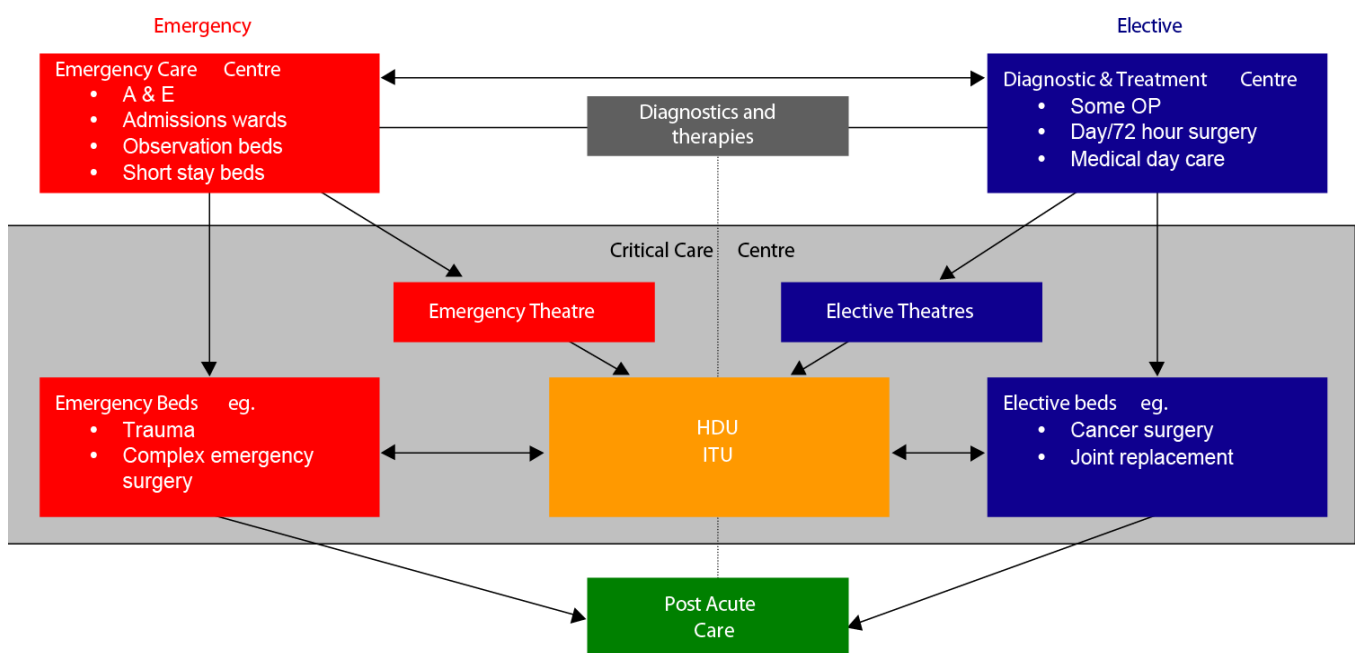 Emergency
Elective
Emergency Care Centre
• A & E
• Admissions wards
• Observation beds
• Short stay beds
Diagnostics and
therapies
Diagnostic & Treatment Centre
• Some OP
• Day/72 hour surgery
• Medical day care
Critical Care Centre
Emergency Theatre
Elective Theatres
Emergency Beds eg.
• Trauma
• Complex emergency
surgery
HDU
ITU
Elective beds eg.
• Cancer surgery
• Joint replacement
Post Acute
Care